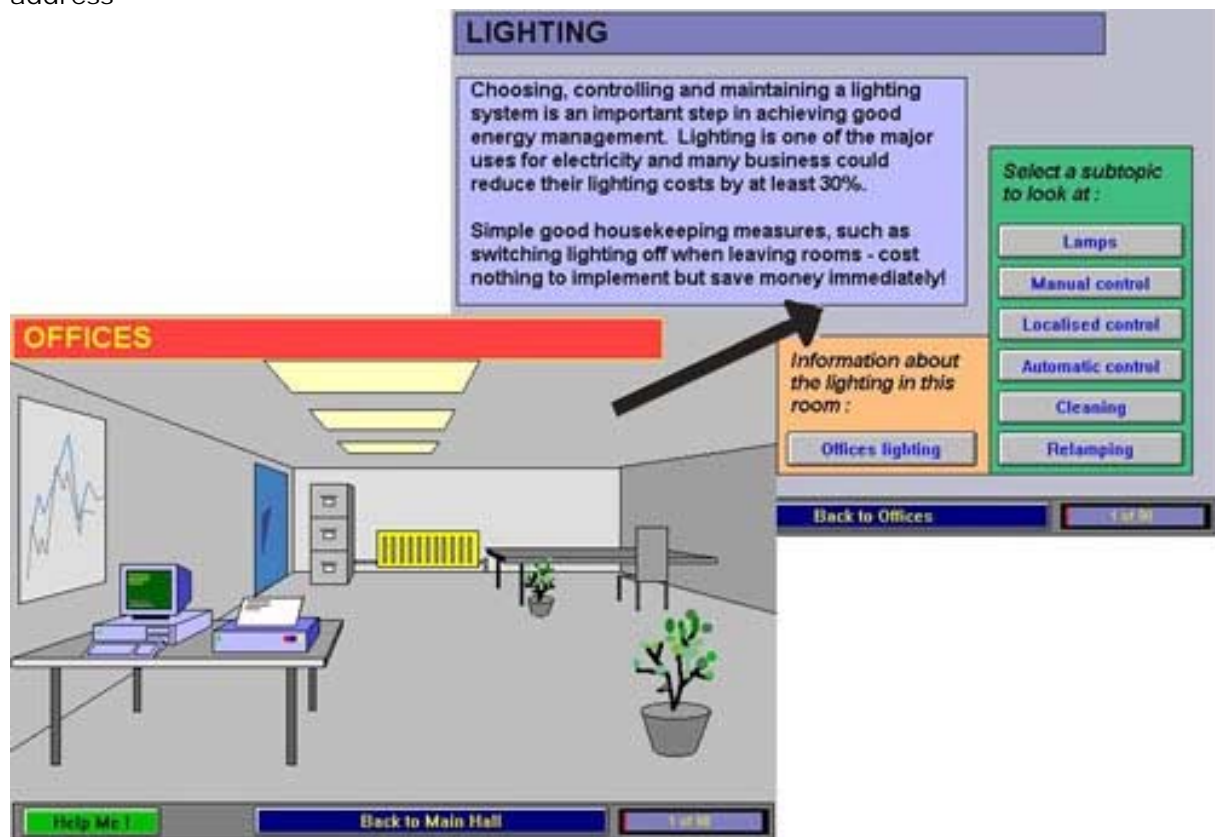 address
LIGHTING
Choosing, controlling and maintaining a lighting
system is an important step in achieving good
energy management. Lighting is one of the major
uses for electricity and many business could
reduce their lighting costs by at least 30%.
Simple good housekeeping measures, such as
switching lighting off when leaving rooms - cost
nothing to implement but save money immediately!
Select a subtopic
to look at :
Lamps
Manual control
Localised control
Automatic control
Cleaning
Relamping
Information about
the lighting in this
room :
Offices lighting
Back to Offices
OFFICES
Help Me !
Back to Main Hall